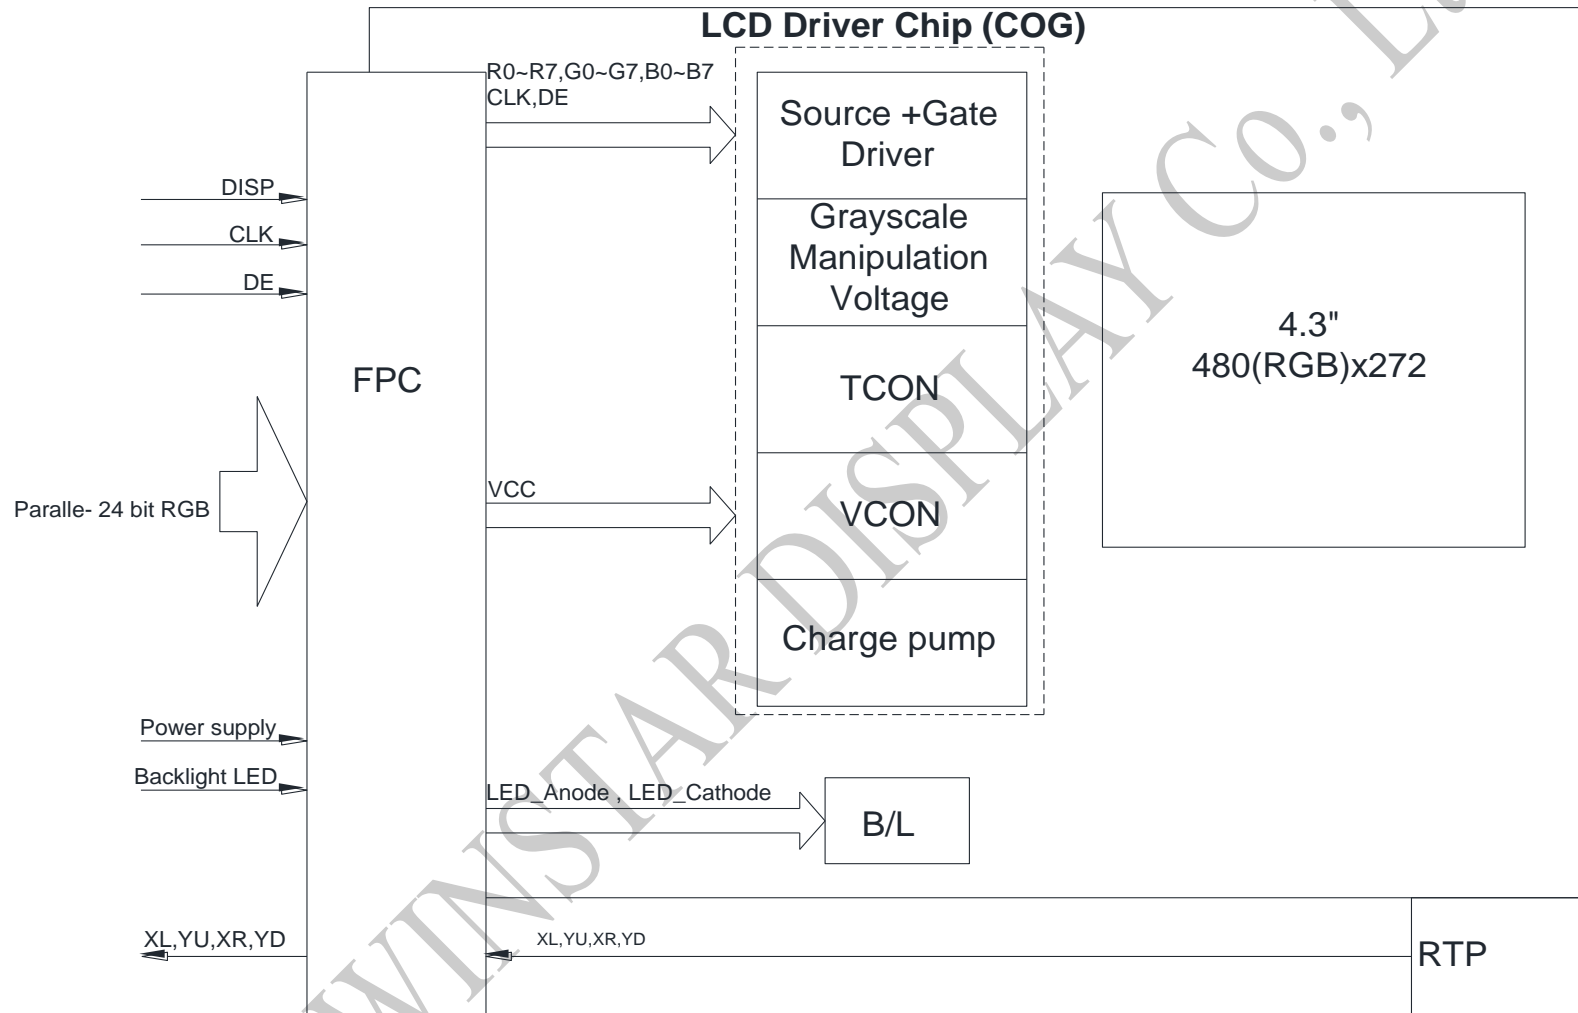 LCD Driver Chip (COG)
R0~R7,G0~G7,B0~B7
CLK,DE
Source +Gate
Driver
DISP
CLK
DE
Grayscale
Manipulation
Voltage
4.3"
480(RGB)x272
FPC
TCON
Paralle- 24 bit RGB
VCC
VCON
Charge pump
Power supply
Backlight LED
LED_Anode , LED_Cathode
B/L
XL,YU,XR,YD
XL,YU,XR,YD
RTP
WINSTAR DISPLAY Co.,